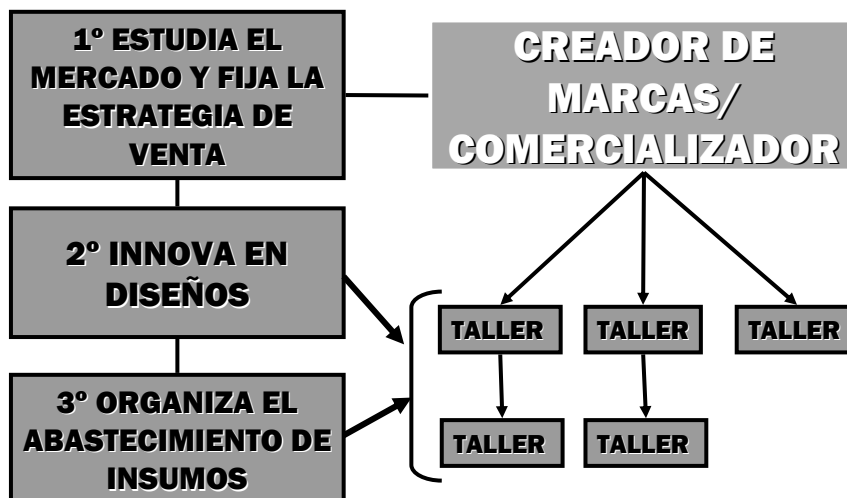 1º ESTUDIA EL
MERCADO Y FIJA LA
ESTRATEGIA DE
VENTA
CREADOR DE
MARCAS/
COMERCIALIZADOR
2º INNOVA EN
DISEÑOS
TALLER
TALLER
TALLER
3º ORGANIZA EL
ABASTECIMIENTO DE
INSUMOS
TALLER
TALLER